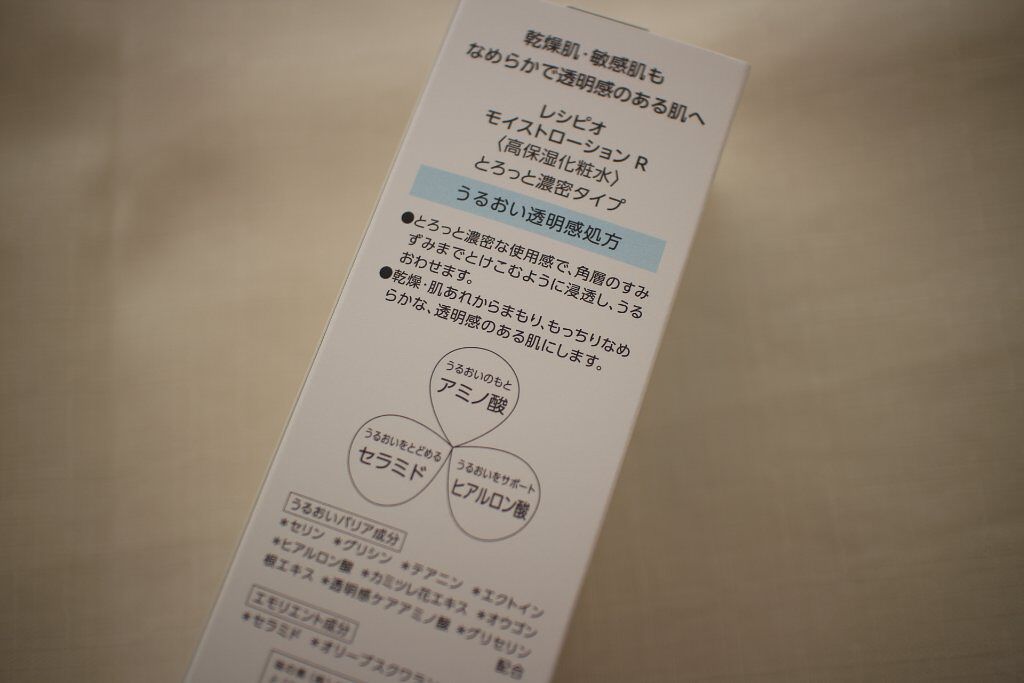 乾燥肌・敏感肌も
なめらかで透明感のある肌へ
レシピオ
モイストローション R
〈高保湿化粧水〉
とろっと濃密タイプ
うるおい透明感処方
●とろっと濃密な使用感で、角層のすみ
ずみまでとけこむように浸透し、うる
おわせます。
●乾燥・肌あれからまもり、もっちりなめ
らかな、透明感のある肌にします。
うるおいのもと
アミノ酸
うるおいをとどめる
セラミド
うるおいをサポート
ヒアルロン酸
うるおいバリア成分
＊セリン ＊グリシン ＊テアニン ＊エクトイン
＊ヒアルロン酸 ＊カミツレ花エキス ＊オウゴン
根エキス ＊透明感ケアアミノ酸 ＊グリセリン
配合
エモリエント成分
＊セラミド ＊オリーブスクワラン